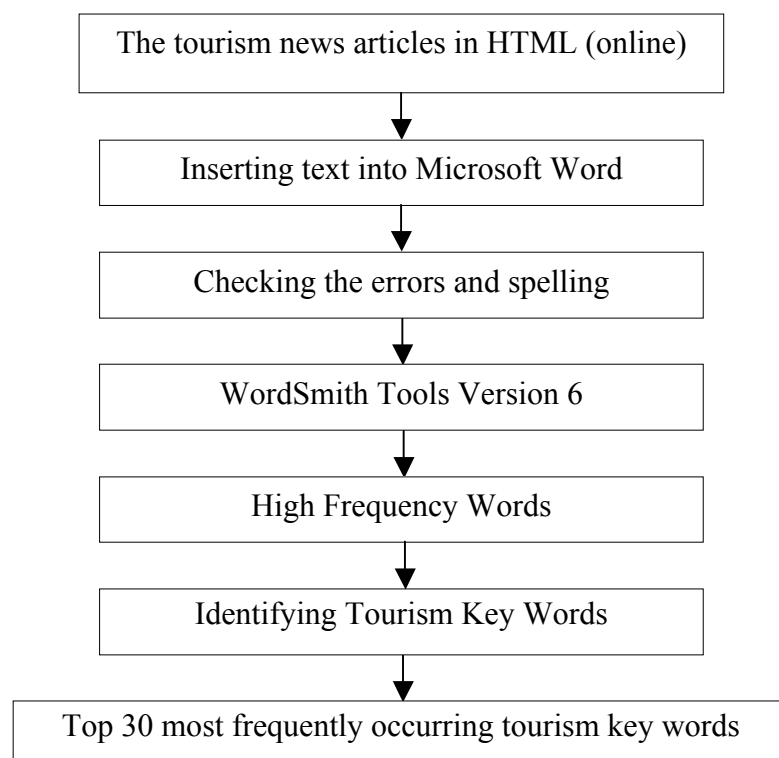 The tourism news articles in HTML (online)
Inserting text into Microsoft Word
Checking the errors and spelling
WordSmith Tools Version 6
High Frequency Words
Identifying Tourism Key Words
Top 30 most frequently occurring tourism key words